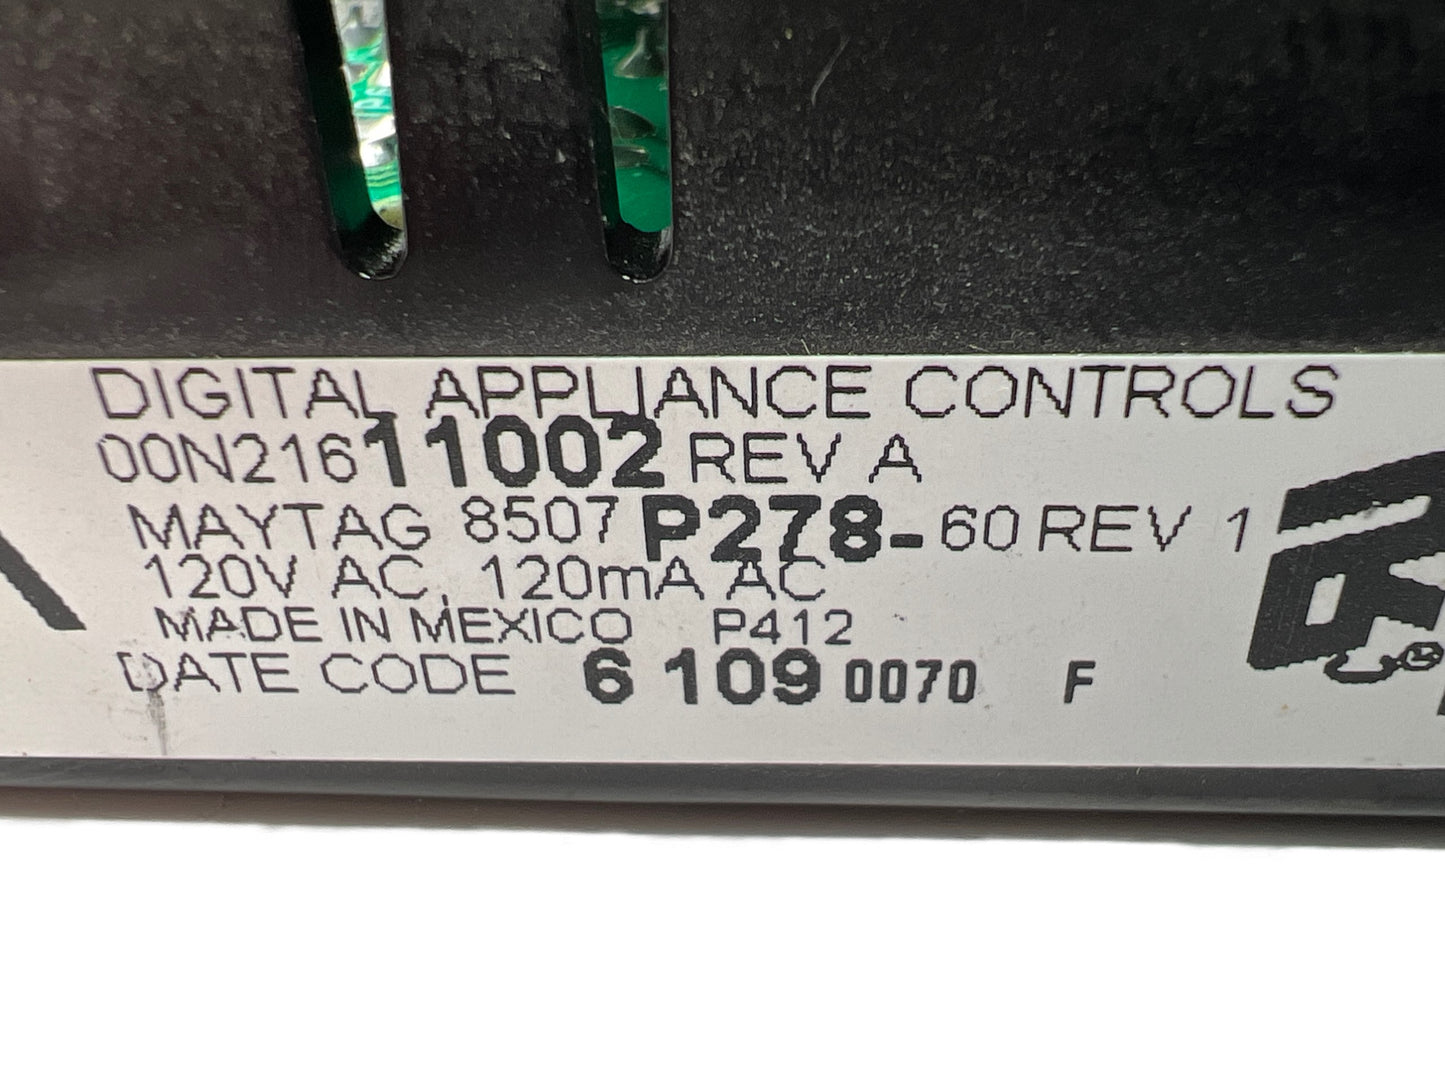 DIGITAL APPLIANCE CONTROLS
00N21611002 REV A
MAYTAG 8507P278-60 REV 1
120V AC, 120mA AC
MADE IN MEXICO P412
DATE CODE 6 109 0070 F